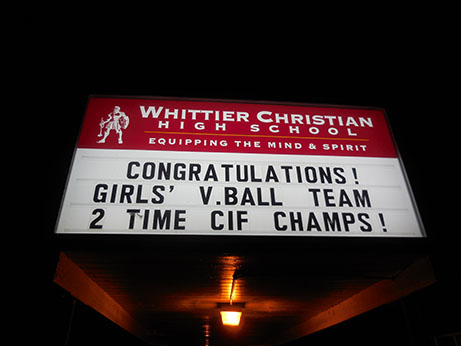 WHITTIER CHRISTIAN
HIGH SCHOOL
EQUIPPING THE MIND & SPIRIT
CONGRATULATIONS!
GIRLS' V.BALL TEAM
2 TIME CIF CHAMPS!